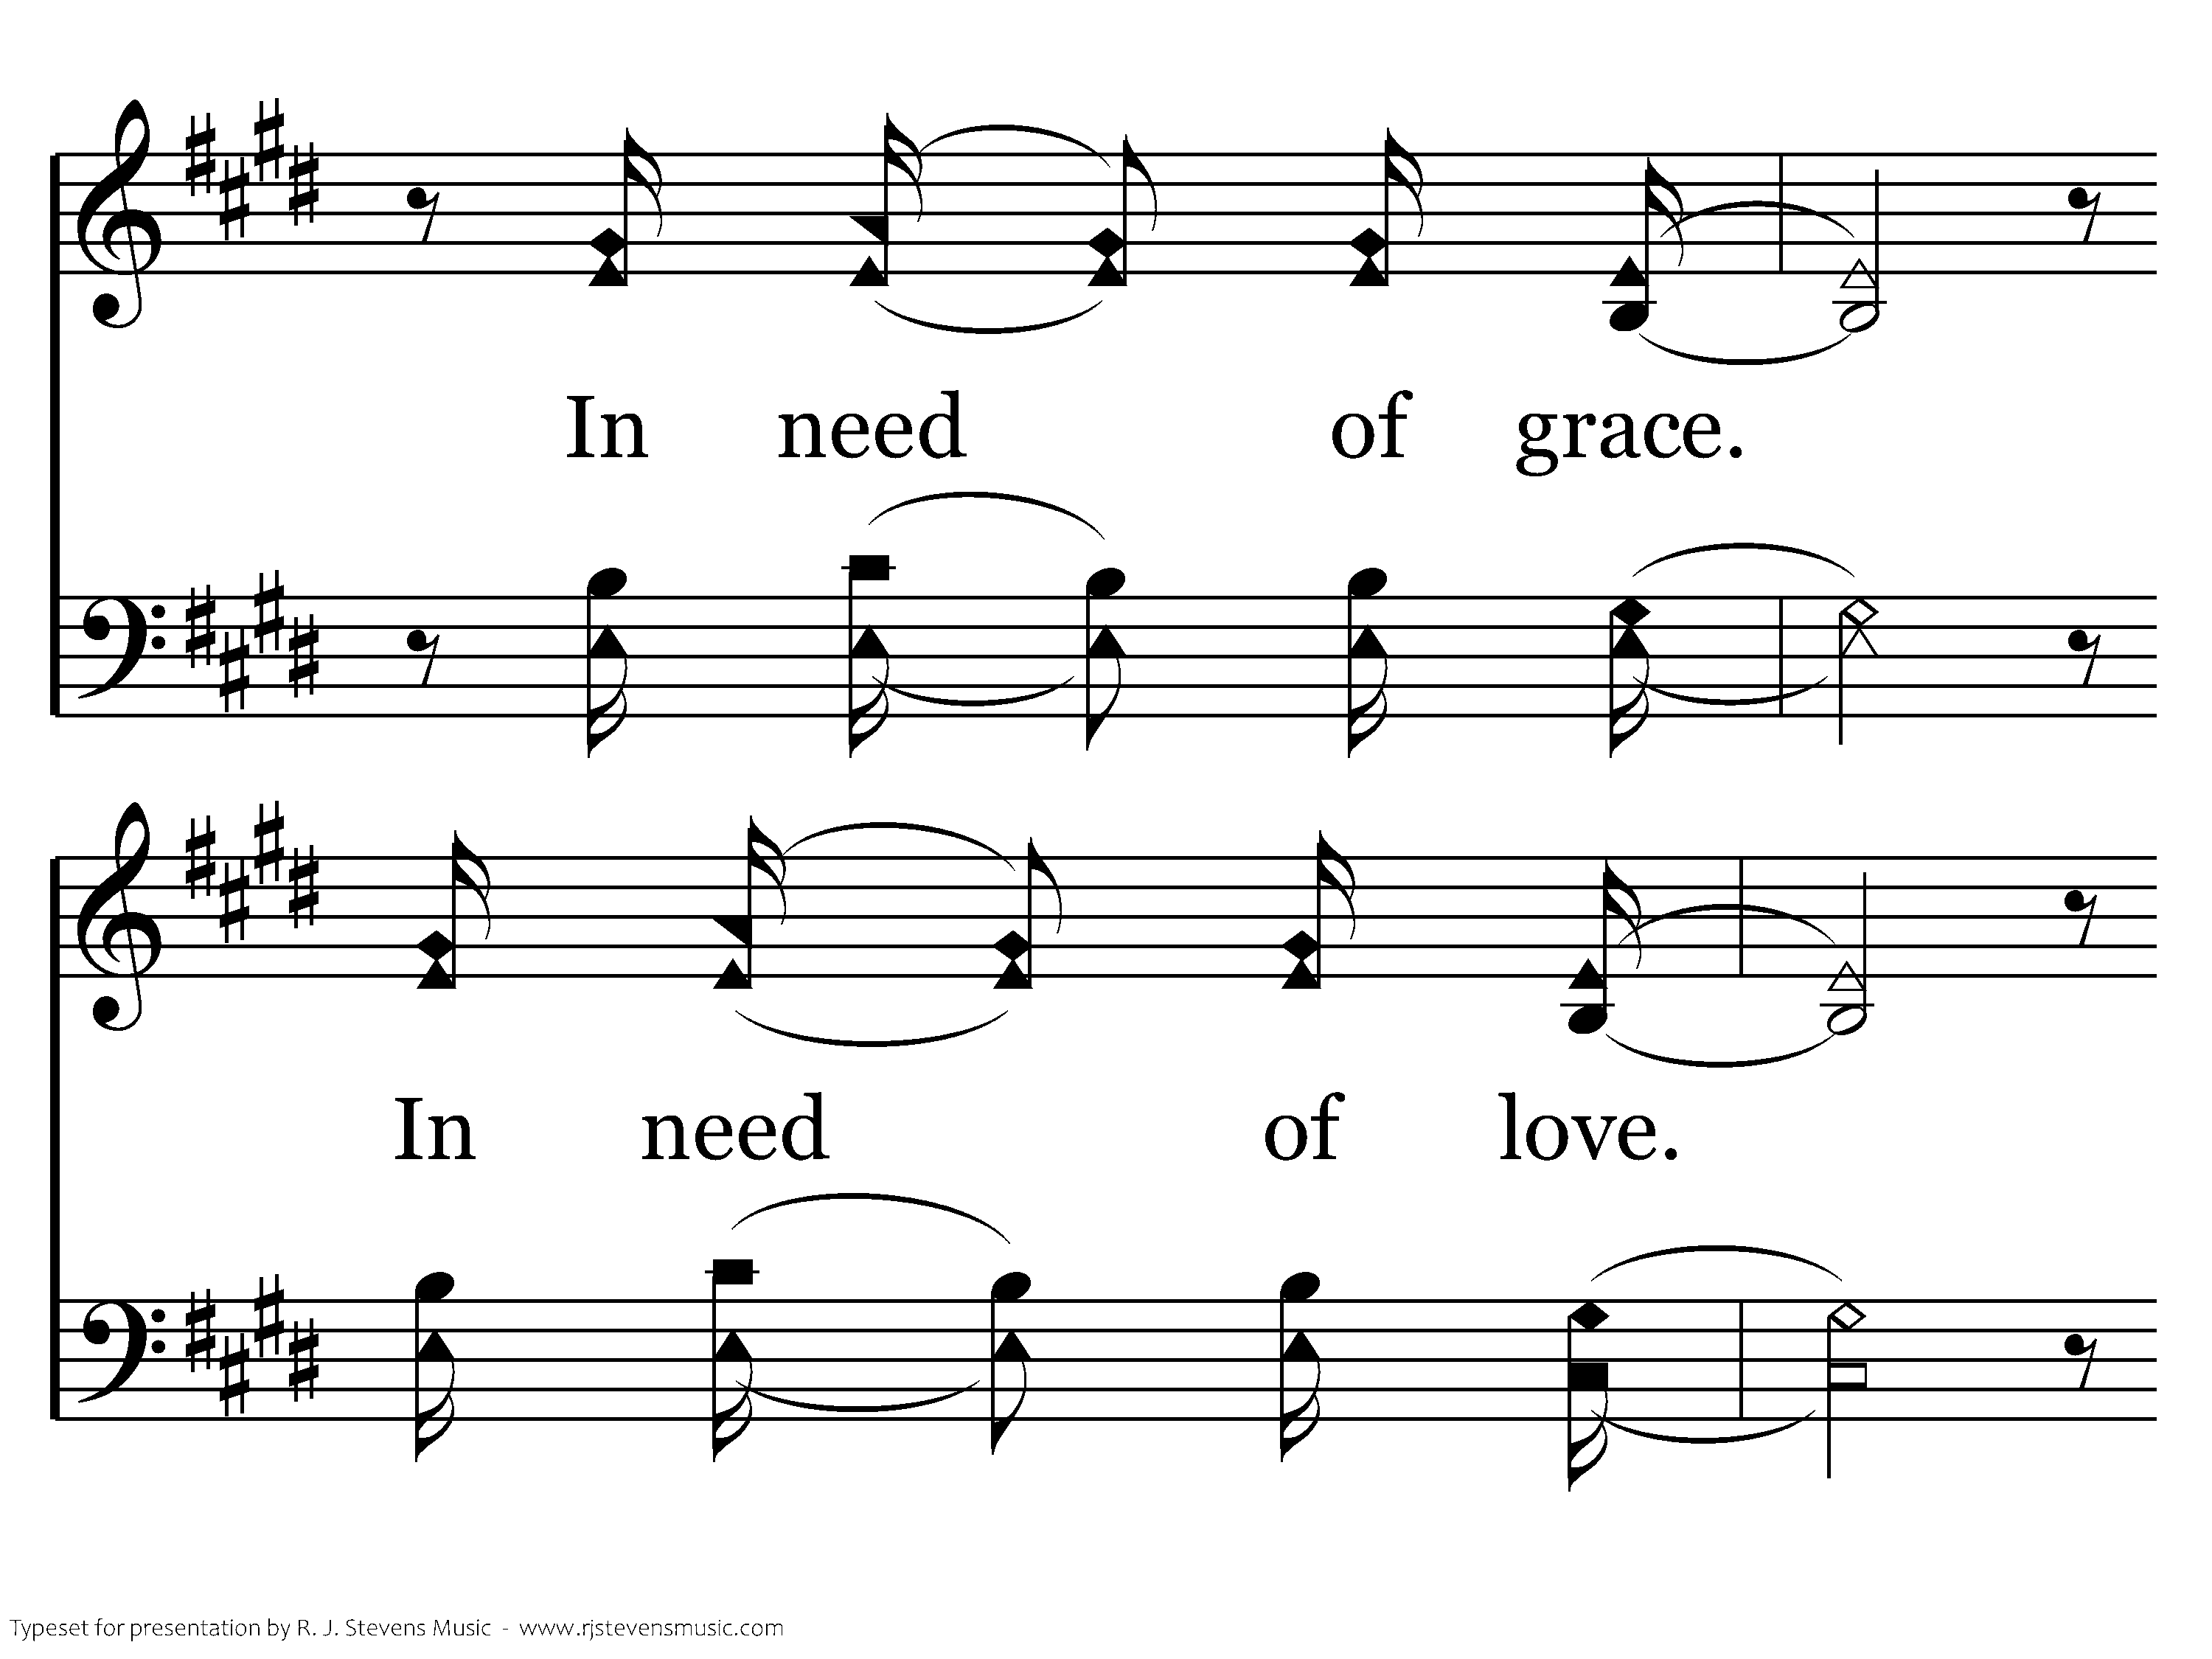 In need of grace.
In need of love.
Typeset for presentation by R. J. Stevens Music - www.rjstevensmusic.com